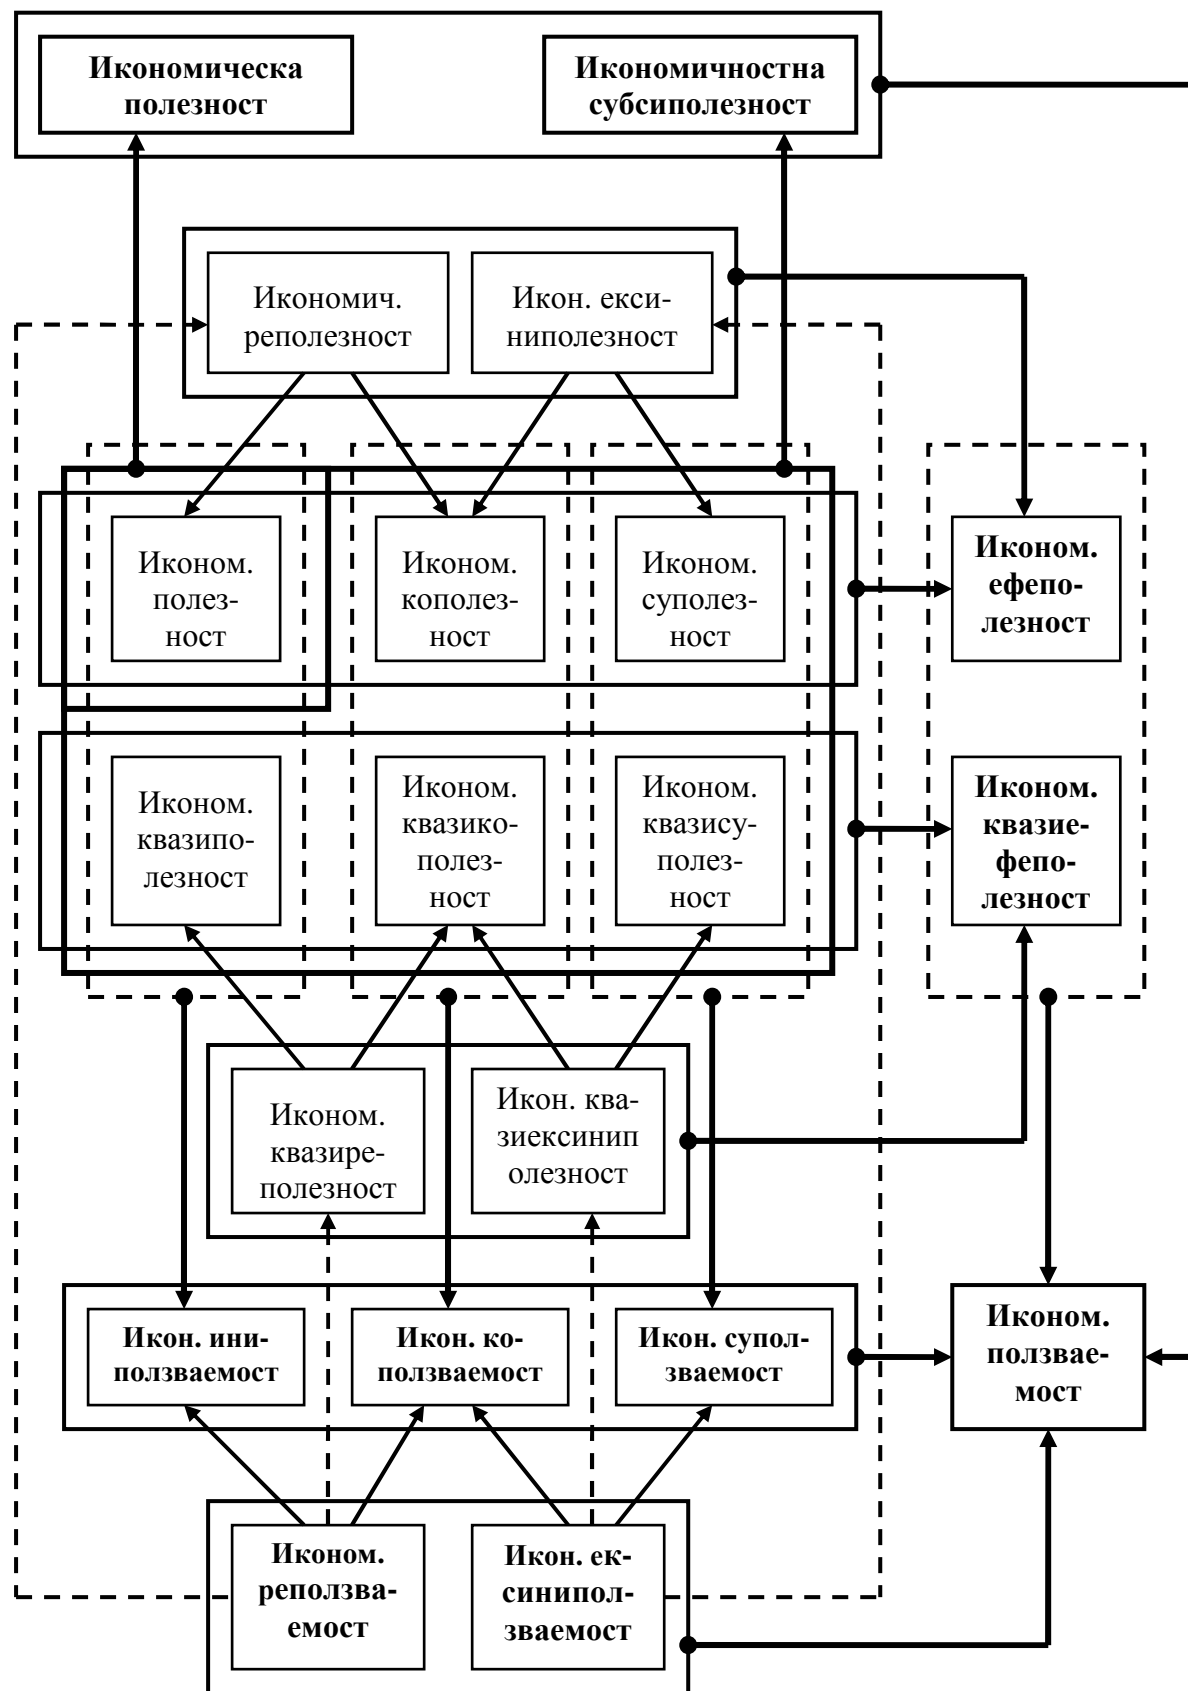 Икономическа
полезност
Икономичностна
субсиполезност
Икономич.
реполезност
Икон. екси-
ниполезност
Иконом.
полез-
ност
Иконом.
кополез-
ност
Иконом.
суполез-
ност
Иконом.
ефепо-
лезност
Иконом.
квазипо-
лезност
Иконом.
квазико-
полез-
ност
Иконом.
квазису-
полез-
ност
Иконом.
квазие-
фепо-
лезност
Иконом.
квазире-
полезност
Икон. ква-
зиексинип
олезност
Икон. ини-
ползваемост
Икон. ко-
ползваемост
Икон. супол-
зваемост
Иконом.
ползвае-
мост
Иконом.
реползва-
емост
Икон. ек-
синипол-
зваемост